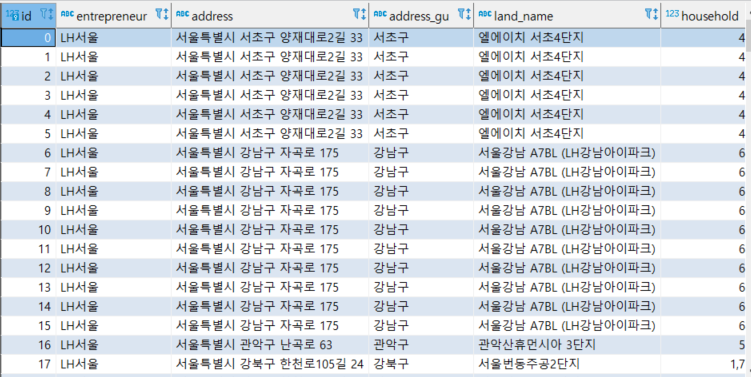 123 id ABC entrepreneur ABC address ABC address_gu ABC land_name 123 household
0 LH서울 서울특별시 서초구 양재대로2길 33 서초구 엘에이치 서초4단지 4
1 LH서울 서울특별시 서초구 양재대로2길 33 서초구 엘에이치 서초4단지 4
2 LH서울 서울특별시 서초구 양재대로2길 33 서초구 엘에이치 서초4단지 4
3 LH서울 서울특별시 서초구 양재대로2길 33 서초구 엘에이치 서초4단지 4
4 LH서울 서울특별시 서초구 양재대로2길 33 서초구 엘에이치 서초4단지 4
5 LH서울 서울특별시 서초구 양재대로2길 33 서초구 엘에이치 서초4단지 4
6 LH서울 서울특별시 강남구 자곡로 175 강남구 서울강남 A7BL (LH강남아이파크) 6
7 LH서울 서울특별시 강남구 자곡로 175 강남구 서울강남 A7BL (LH강남아이파크) 6
8 LH서울 서울특별시 강남구 자곡로 175 강남구 서울강남 A7BL (LH강남아이파크) 6
9 LH서울 서울특별시 강남구 자곡로 175 강남구 서울강남 A7BL (LH강남아이파크) 6
10 LH서울 서울특별시 강남구 자곡로 175 강남구 서울강남 A7BL (LH강남아이파크) 6
11 LH서울 서울특별시 강남구 자곡로 175 강남구 서울강남 A7BL (LH강남아이파크) 6
12 LH서울 서울특별시 강남구 자곡로 175 강남구 서울강남 A7BL (LH강남아이파크) 6
13 LH서울 서울특별시 강남구 자곡로 175 강남구 서울강남 A7BL (LH강남아이파크) 6
14 LH서울 서울특별시 강남구 자곡로 175 강남구 서울강남 A7BL (LH강남아이파크) 6
15 LH서울 서울특별시 강남구 자곡로 175 강남구 서울강남 A7BL (LH강남아이파크) 6
16 LH서울 서울특별시 관악구 난곡로 63 관악구 관악산휴먼시아 3단지 5
17 LH서울 서울특별시 강북구 한천로105길 24 강북구 서울번동주공2단지 1,7